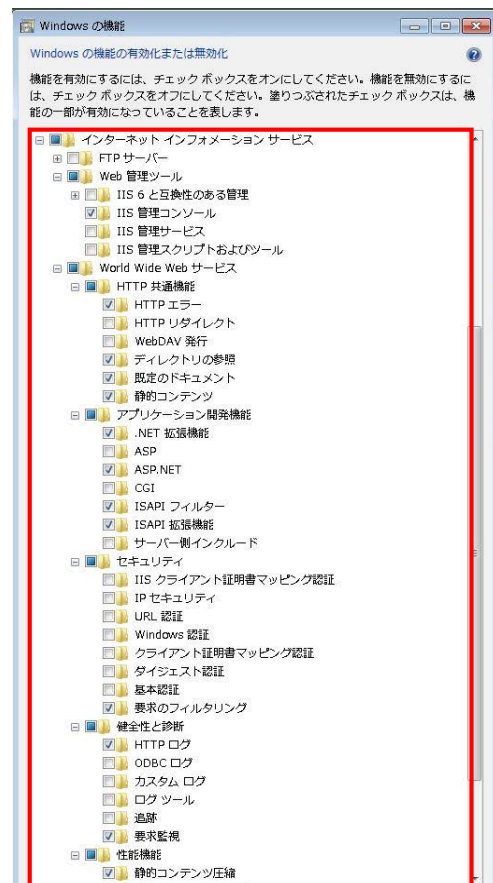 Windows の機能
Windows の機能の有効化または無効化
機能を有効にするには、チェック ボックスをオンにしてください。機能を無効にするに
は、チェック ボックスをオフにしてください。塗りつぶされたチェック ボックスは、機
能の一部が有効になっていることを表します。
インターネット インフォメーション サービス
FTP サーバー
Web 管理ツール
IIS 6 と互換性のある管理
IIS 管理コンソール
IIS 管理サービス
IIS 管理スクリプトおよびツール
World Wide Web サービス
HTTP 共通機能
HTTP エラー
HTTP リダイレクト
WebDAV 発行
ディレクトリの参照
既定のドキュメント
静的コンテンツ
アプリケーション開発機能
.NET 拡張機能
ASP
ASP.NET
CGI
ISAPI フィルター
ISAPI 拡張機能
サーバー側インクルード
セキュリティ
IIS クライアント証明書マッピング認証
IP セキュリティ
URL 認証
Windows 認証
クライアント証明書マッピング認証
ダイジェスト認証
基本認証
要求のフィルタリング
健全性と診断
HTTP ログ
ODBC ログ
カスタム ログ
ログ ツール
追跡
要求監視
性能機能
静的コンテンツ圧縮